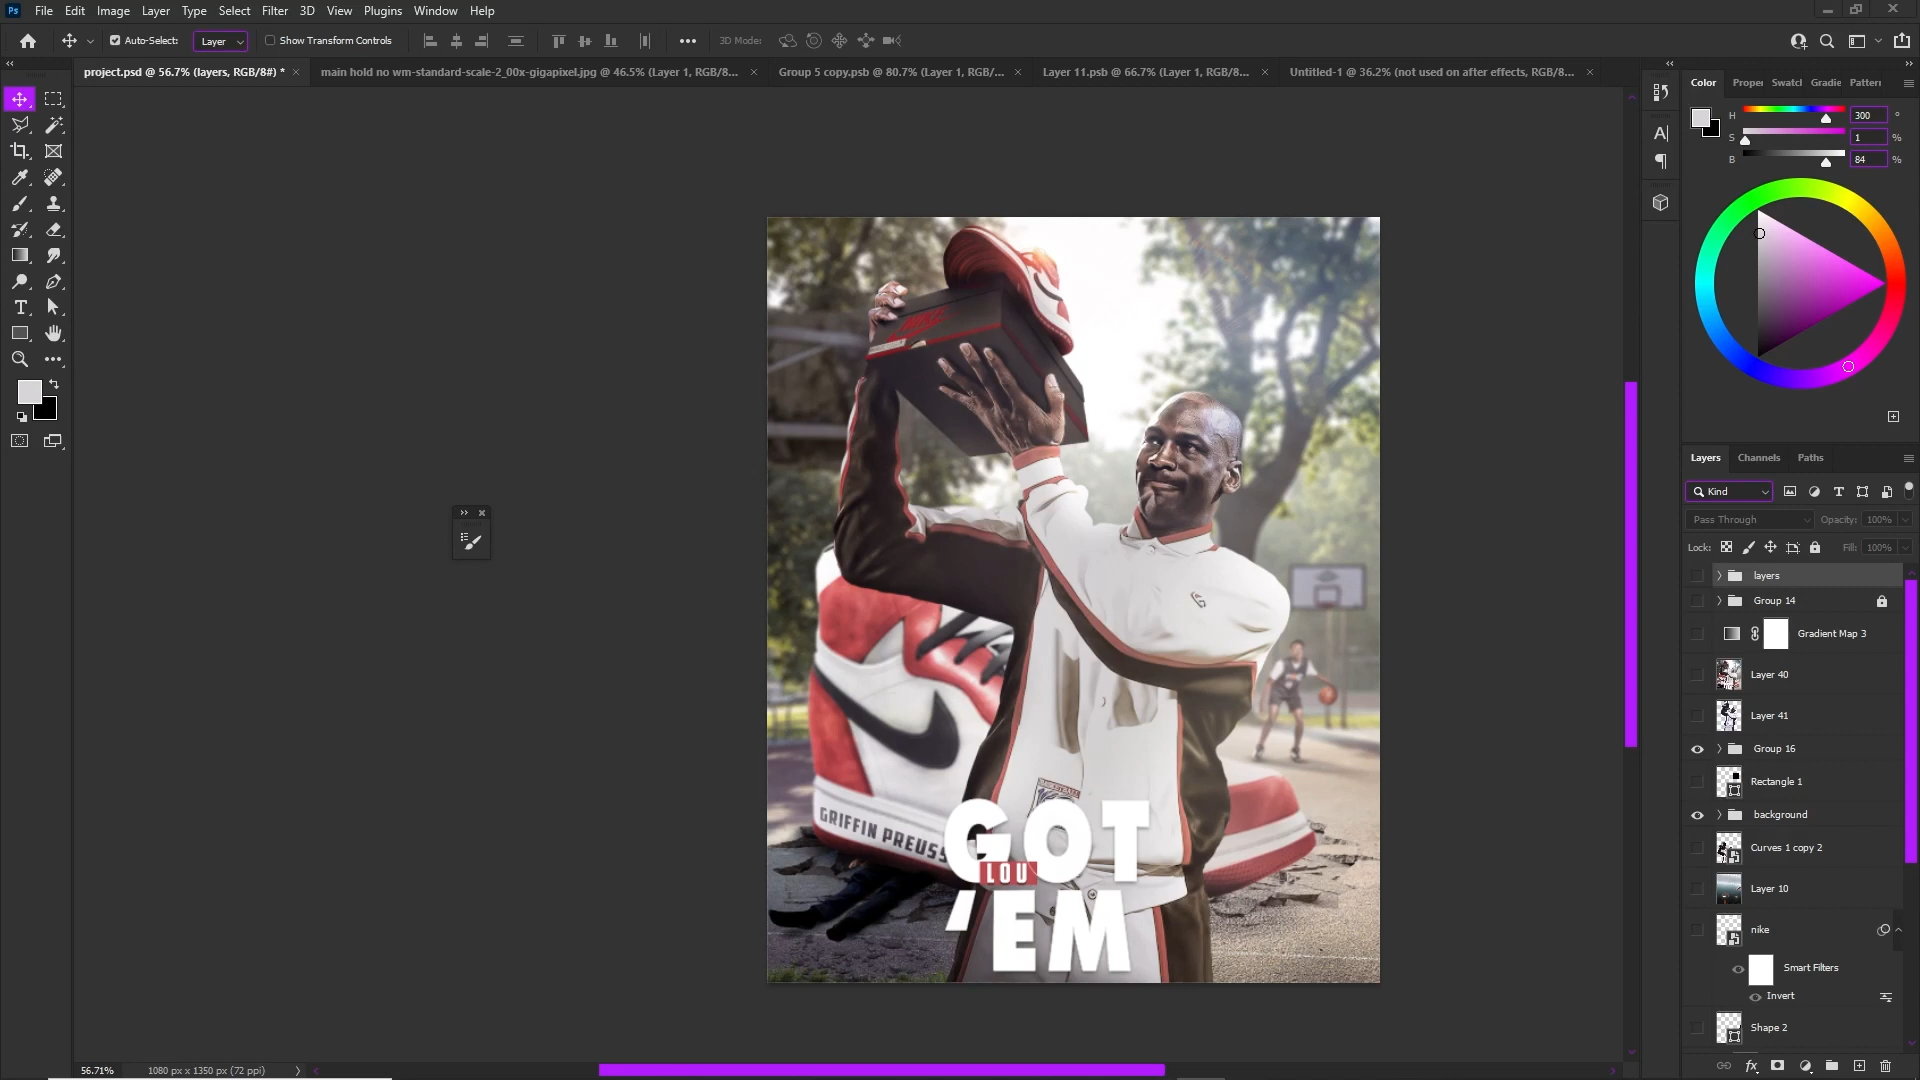 Ps File Edit Image Layer Type Select Filter 3D View Plugins Window Help
Auto-Select: Layer Show Transform Controls 3D Mode:
project.psd @ 56.7% (layers, RGB/8#) * × main hold no wm-standard-scale-2_00x-gigapixel.jpg @ 46.5% (Layer 1, RGB/8... × Group 5 copy.psb @ 80.7% (Layer 1, RGB/... × Layer 11.psb @ 66.7% (Layer 1, RGB/8... × Untitled-1 @ 36.2% (not used on after effects, RGB/8... ×
Color Proper Swatcl Gradie Pattern
H 300 °
S 1 %
B 84 %
NIKE
GRIFFIN PREUSS
GOT
LOU
'EM
Layers Channels Paths
Kind
Pass Through Opacity: 100%
Lock: Fill: 100%
layers
Group 14
Gradient Map 3
Layer 40
Layer 41
Group 16
Rectangle 1
background
Curves 1 copy 2
Layer 10
nike
Smart Filters
Invert
Shape 2
56.71% 1080 px x 1350 px (72 ppi)